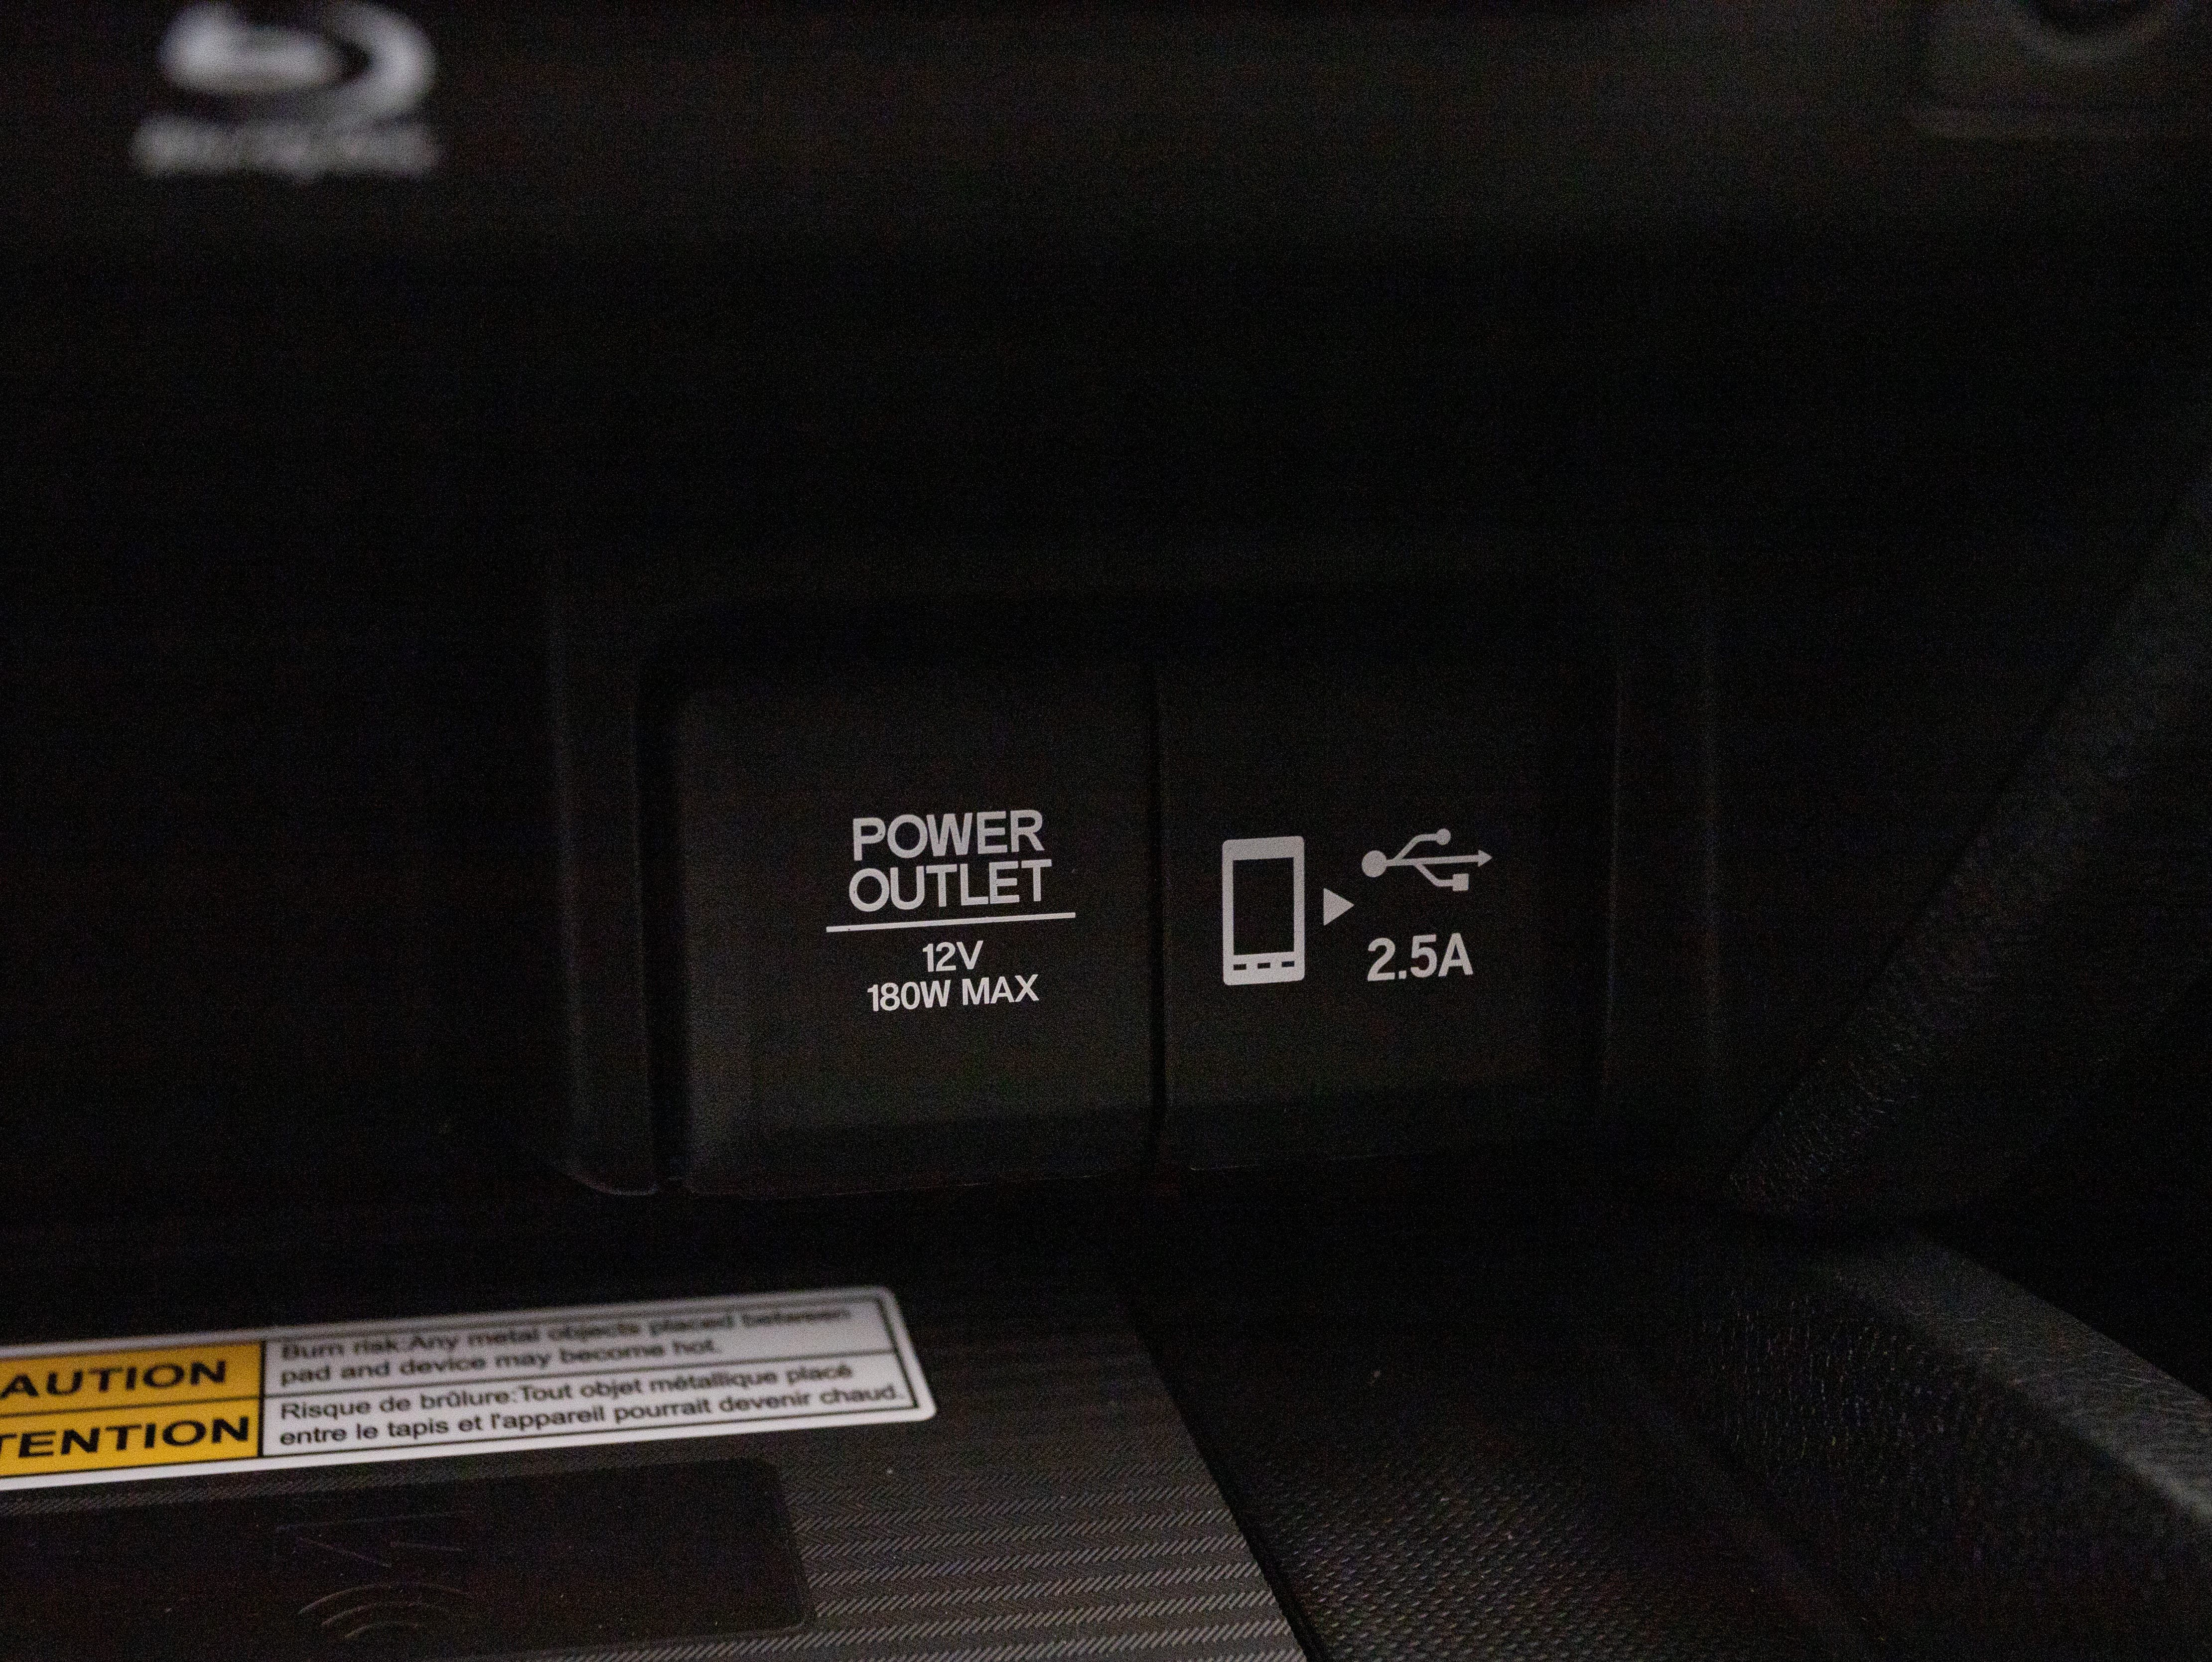 POWER
OUTLET
12V
180W MAX
2.5A
AUTION
Burn risk:Any metal objects placed between
pad and device may become hot.
TENTION
Risque de brûlure:Tout objet métallique placé
entre le tapis et l'appareil pourrait devenir chaud.